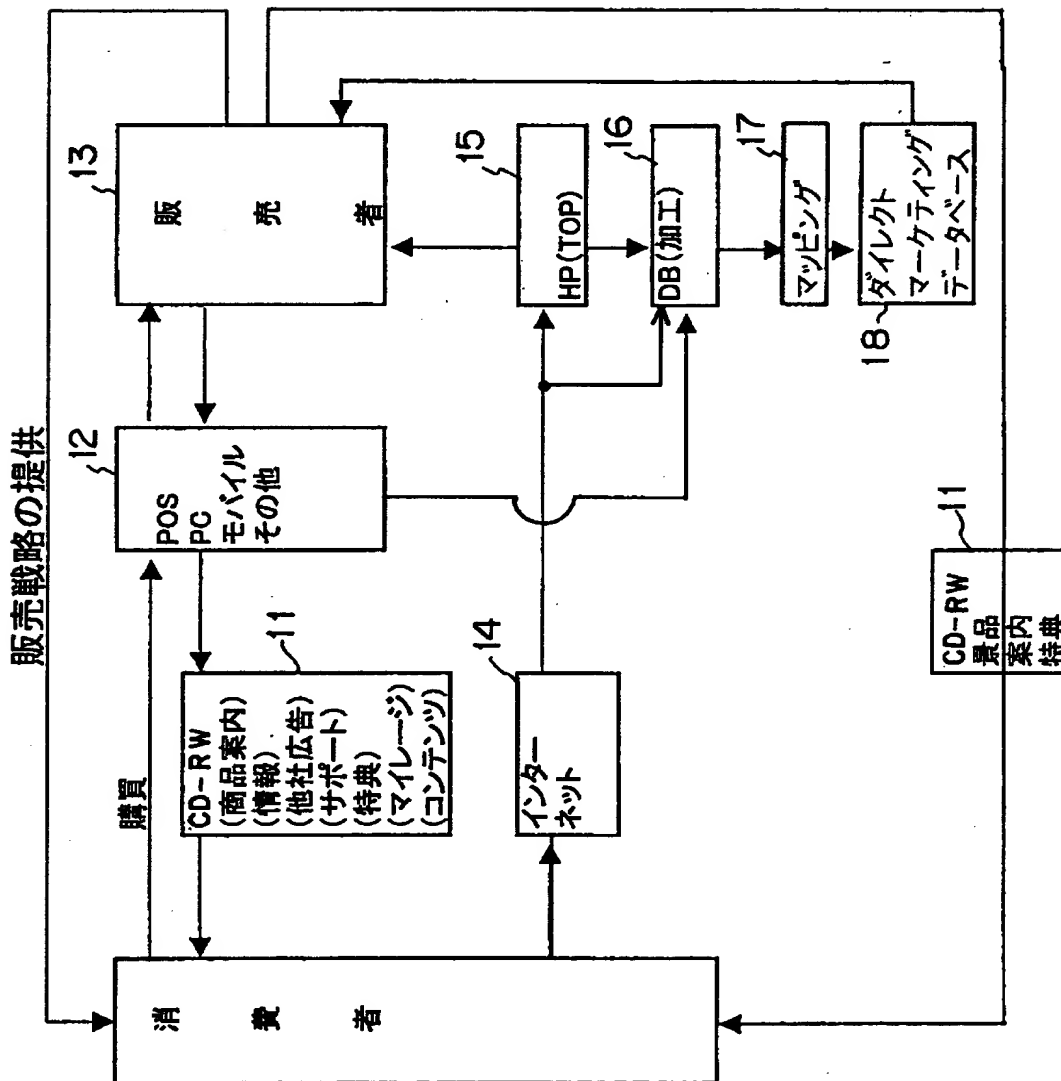 販売戦略の提供
消費者
購買
CD-RW
(商品案内)
(情報)
(他社広告)
(サポート)
(特典)
(マイレージ)
(コンテンツ)
11
POS
PC
モバイル
その他
12
販売者
13
インター
ネット
14
HP(TOP)
15
DB(加工)
16
マッピング
17
ダイレクト
マーケティング
データベース
18
CD-RW
景品
案内
特典
11